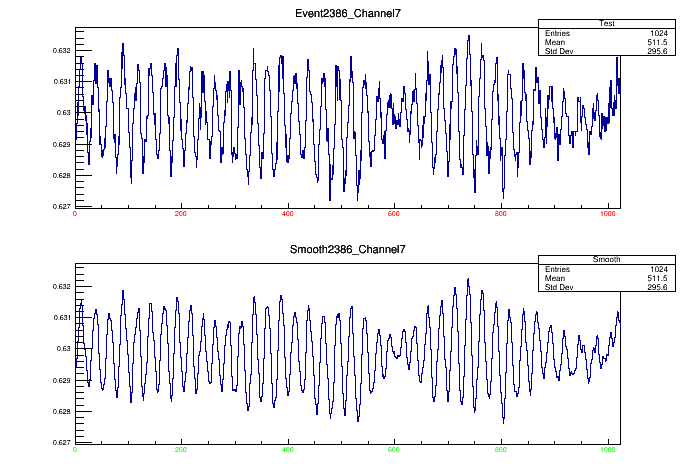 Event2386_Channel7
Test
Entries 1024
Mean 511.5
Std Dev 295.6
0.632
0.631
0.63
0.629
0.628
0.627
0 200 400 600 800 1000
Smooth2386_Channel7
Smooth
Entries 1024
Mean 511.5
Std Dev 295.6
0.632
0.631
0.63
0.629
0.628
0.627
0 200 400 600 800 1000